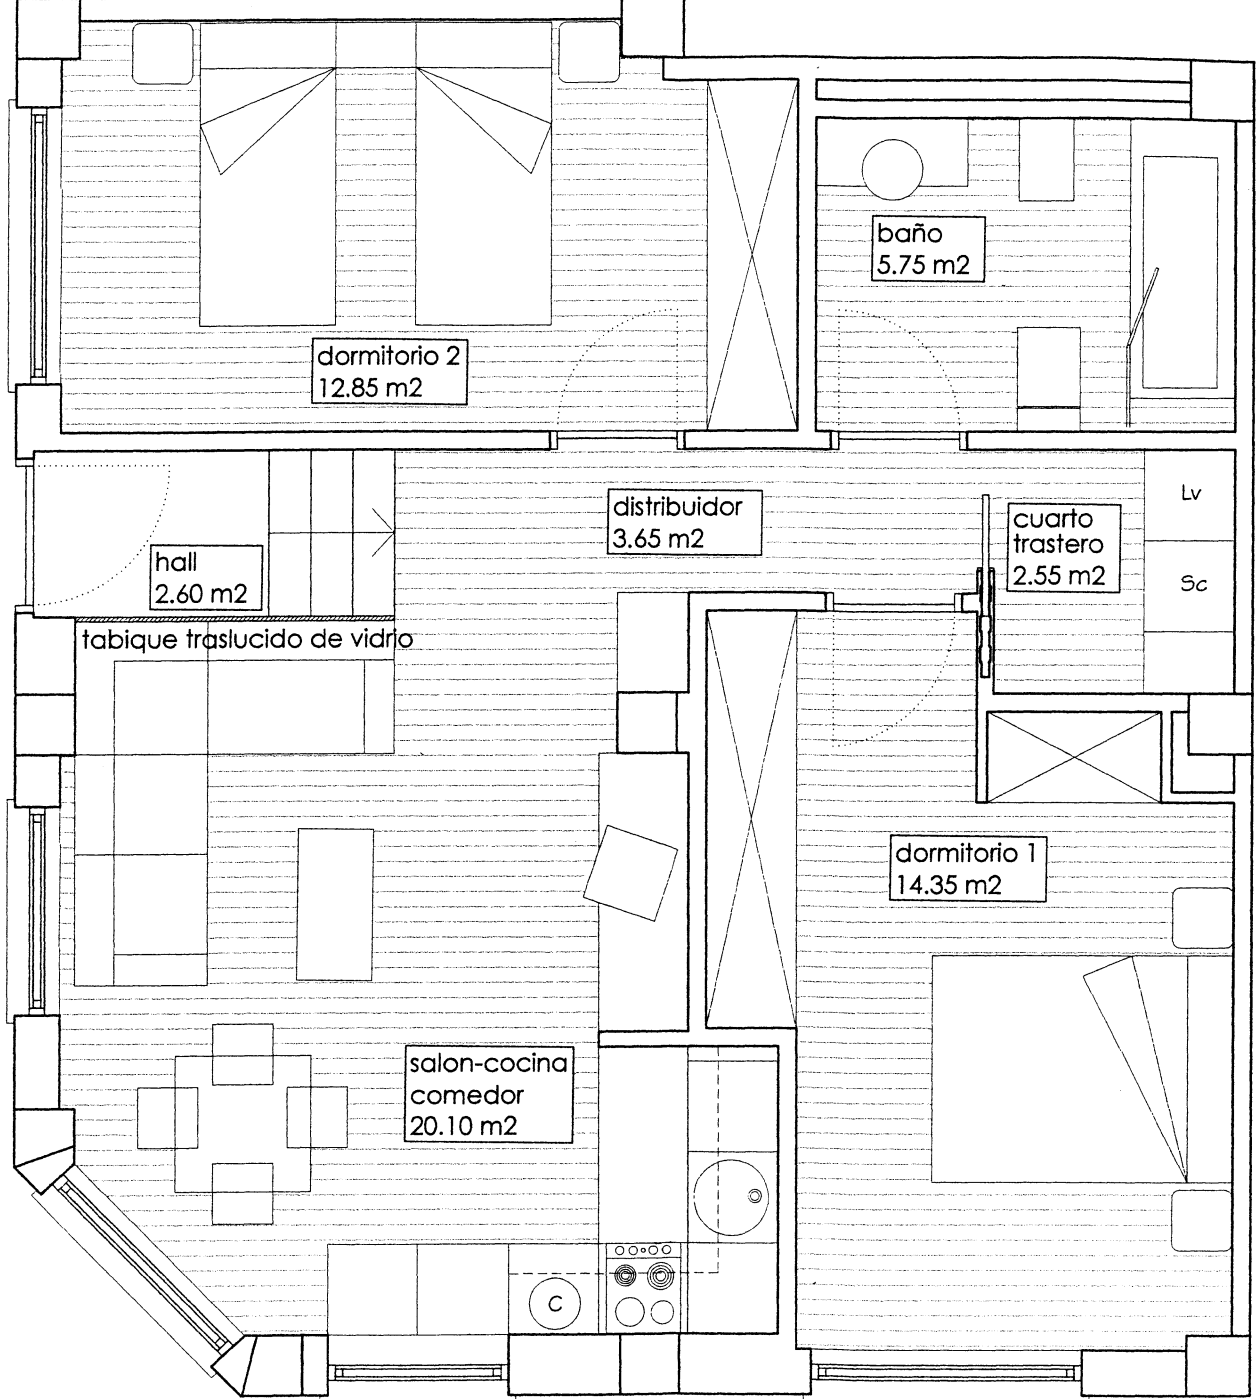 baño
5.75 m2
dormitorio 2
12.85 m2
Lv
distribuidor
3.65 m2
cuarto
trastero
2.55 m2
hall
2.60 m2
Sc
tabique traslucido de vidrio
dormitorio 1
14.35 m2
salon-cocina
comedor
20.10 m2
C